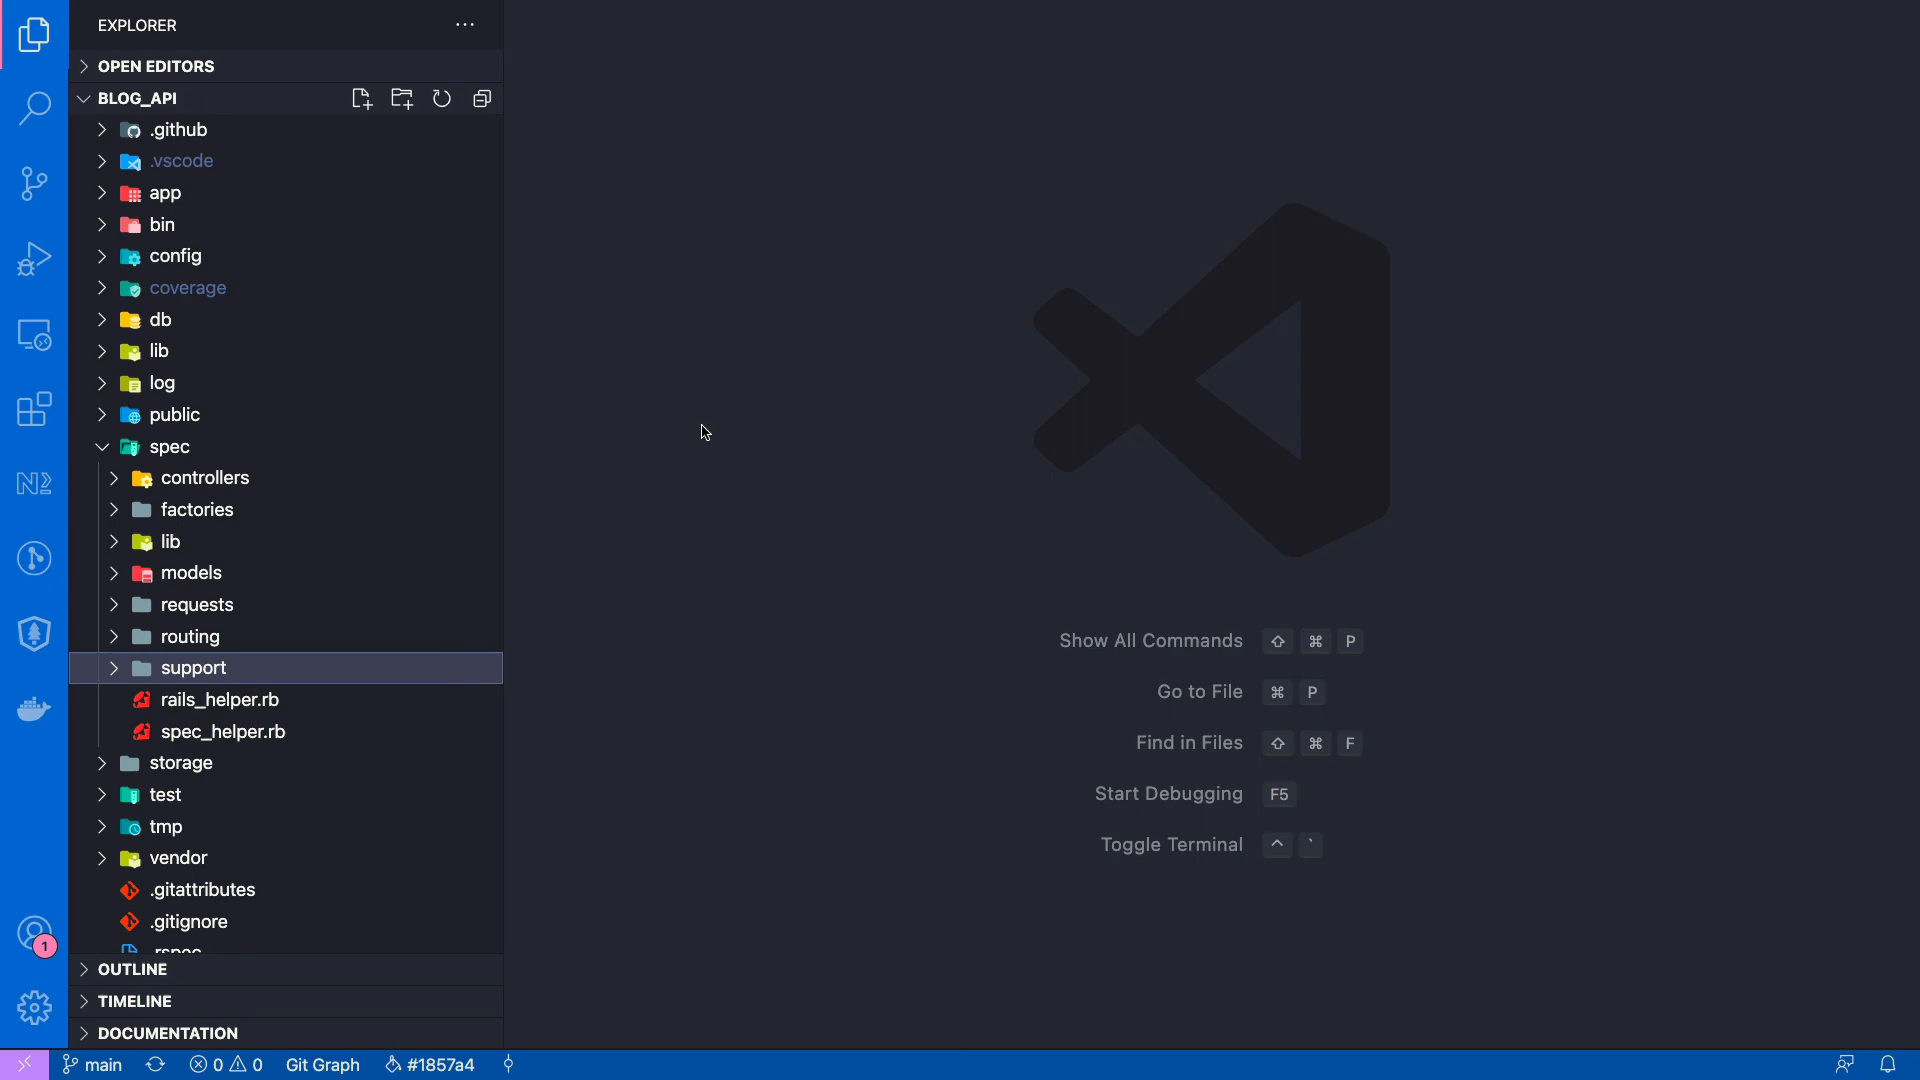 EXPLORER
OPEN EDITORS
BLOG_API
.github
.vscode
app
bin
config
coverage
db
lib
log
public
spec
controllers
factories
lib
models
requests
routing
support
rails_helper.rb
spec_helper.rb
storage
test
tmp
vendor
.gitattributes
.gitignore
.rspec
OUTLINE
TIMELINE
DOCUMENTATION
1
Show All Commands ⇧ ⌘ P
Go to File ⌘ P
Find in Files ⇧ ⌘ F
Start Debugging F5
Toggle Terminal ^ `
main 0 0 Git Graph #1857a4